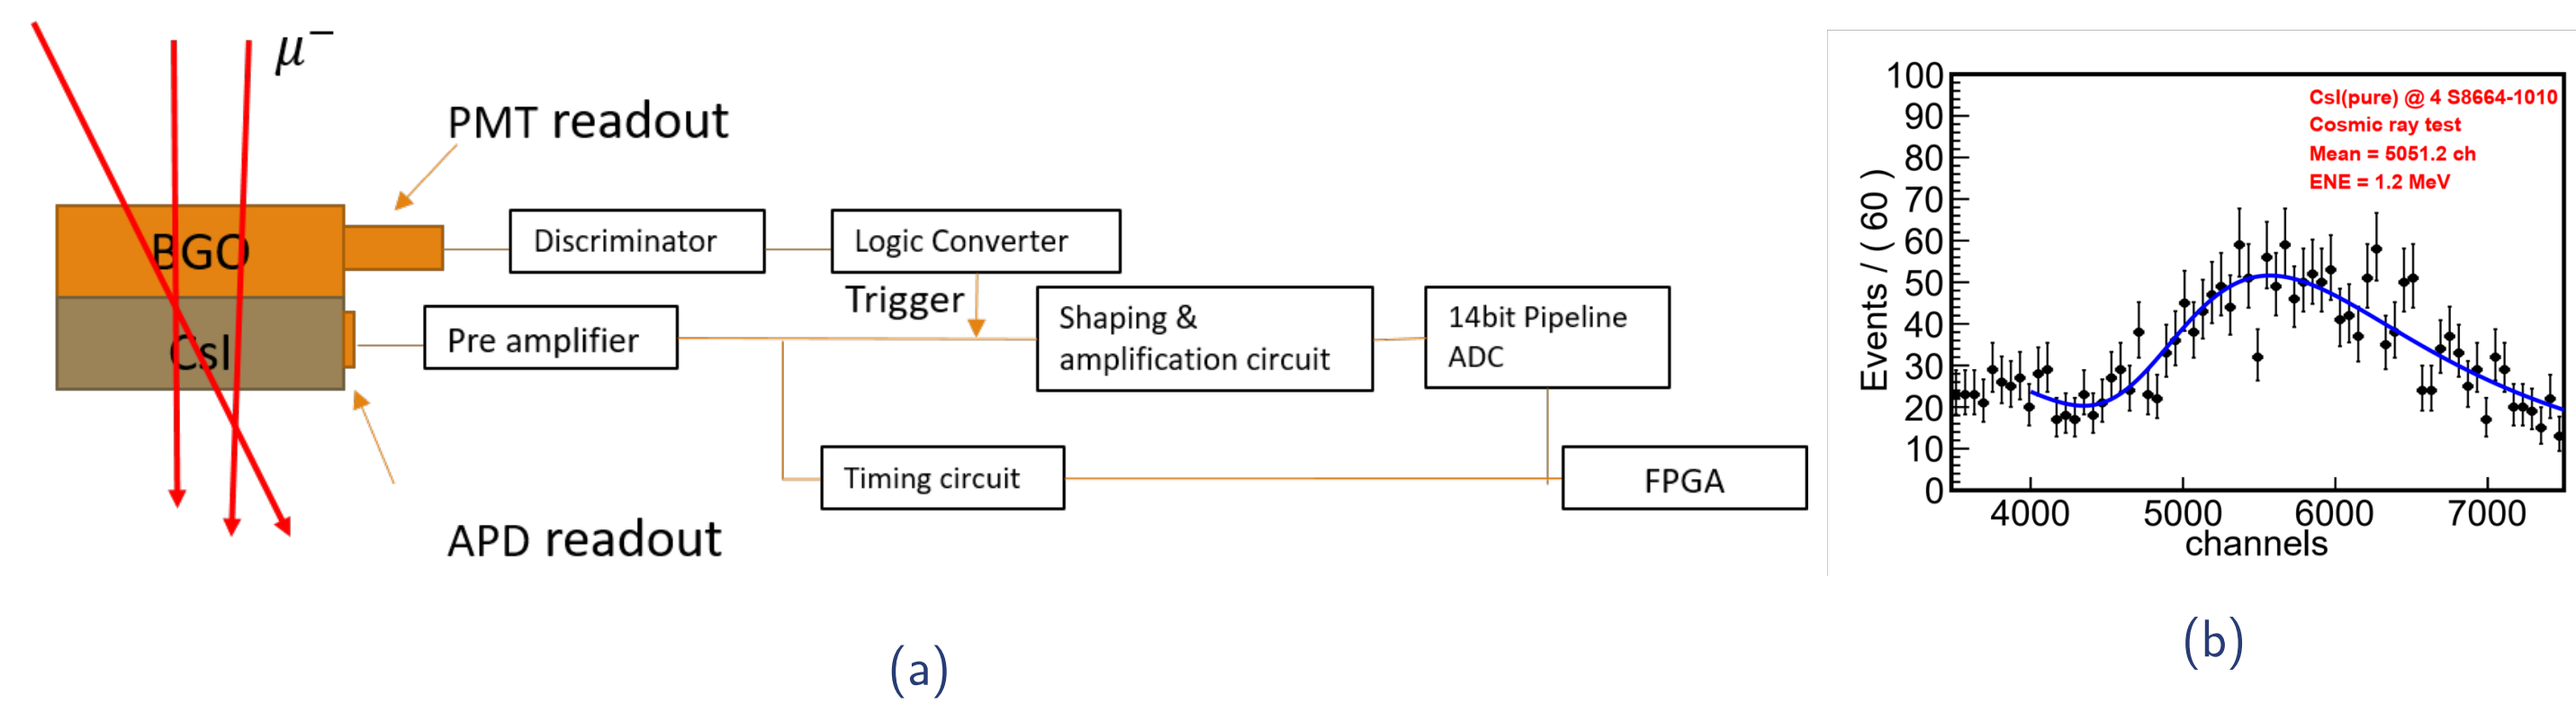 μ⁻
PMT readout
BGO
Discriminator
Logic Converter
Trigger
CsI
Pre amplifier
Shaping &
amplification circuit
14bit Pipeline
ADC
Timing circuit
FPGA
APD readout
(a)
100
90
80
70
60
50
40
30
20
10
0
Events / ( 60 )
CsI(pure) @ 4 S8664-1010
Cosmic ray test
Mean = 5051.2 ch
ENE = 1.2 MeV
4000 5000 6000 7000
channels
(b)